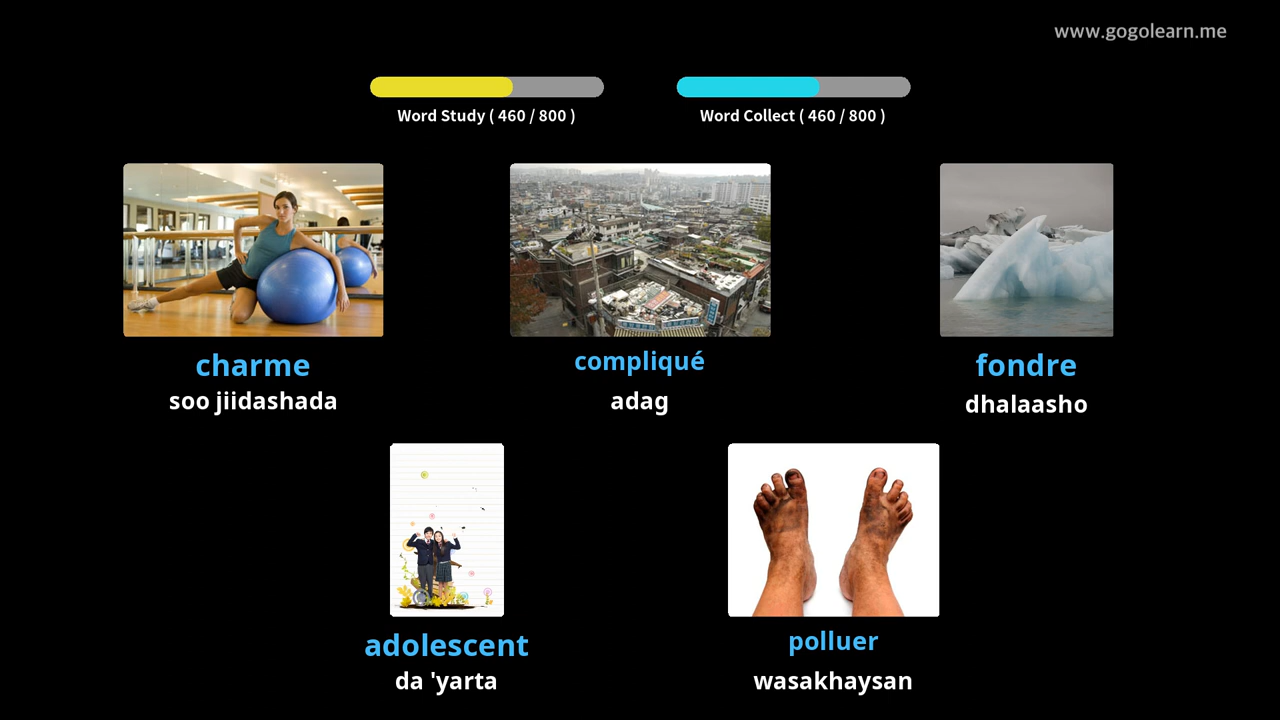 www.gogolearn.me
Word Study ( 460 / 800 )
Word Collect ( 460 / 800 )
charme
soo jiidashada
compliqué
adag
fondre
dhalaasho
adolescent
da 'yarta
polluer
wasakhaysan